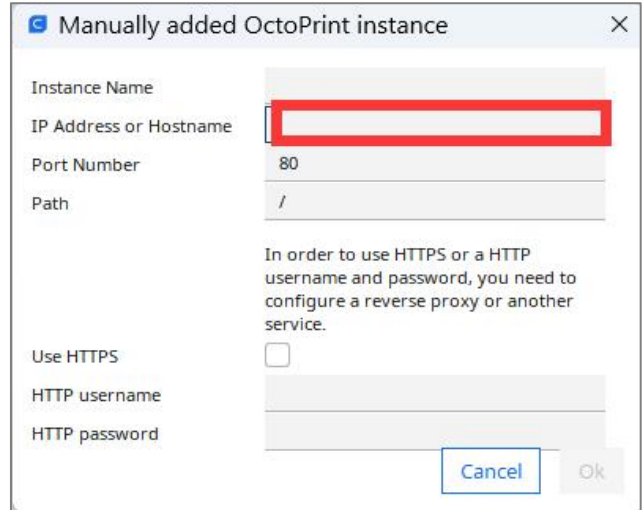 Manually added OctoPrint instance
Instance Name
IP Address or Hostname
Port Number 80
Path /
In order to use HTTPS or a HTTP
username and password, you need to
configure a reverse proxy or another
service.
Use HTTPS
HTTP username
HTTP password
Cancel Ok